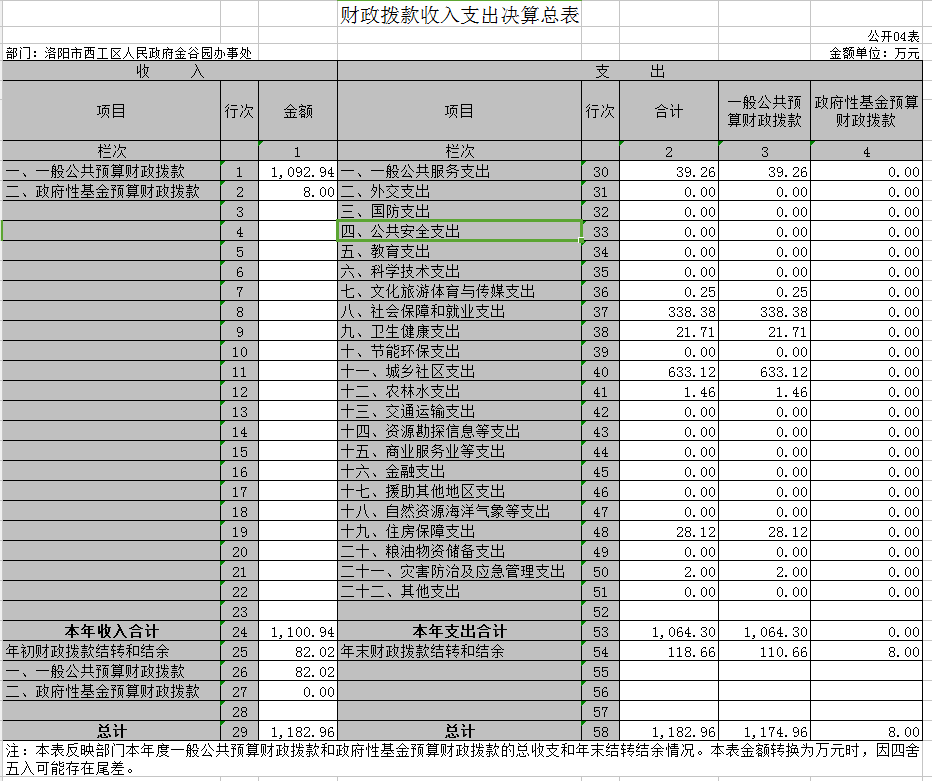 财政拨款收入支出决算总表
公开04表
部门：洛阳市西工区人民政府金谷园办事处 金额单位：万元
收 入 支 出
项目 行次 金额 项目 行次 合计 一般公共预算财政拨款 政府性基金预算财政拨款
栏次 1 栏次 2 3 4
一、一般公共预算财政拨款 1 1,092.94 一、一般公共服务支出 30 39.26 39.26 0.00
二、政府性基金预算财政拨款 2 8.00 二、外交支出 31 0.00 0.00 0.00
3 三、国防支出 32 0.00 0.00 0.00
4 四、公共安全支出 33 0.00 0.00 0.00
5 五、教育支出 34 0.00 0.00 0.00
6 六、科学技术支出 35 0.00 0.00 0.00
7 七、文化旅游体育与传媒支出 36 0.25 0.25 0.00
8 八、社会保障和就业支出 37 338.38 338.38 0.00
9 九、卫生健康支出 38 21.71 21.71 0.00
10 十、节能环保支出 39 0.00 0.00 0.00
11 十一、城乡社区支出 40 633.12 633.12 0.00
12 十二、农林水支出 41 1.46 1.46 0.00
13 十三、交通运输支出 42 0.00 0.00 0.00
14 十四、资源勘探信息等支出 43 0.00 0.00 0.00
15 十五、商业服务业等支出 44 0.00 0.00 0.00
16 十六、金融支出 45 0.00 0.00 0.00
17 十七、援助其他地区支出 46 0.00 0.00 0.00
18 十八、自然资源海洋气象等支出 47 0.00 0.00 0.00
19 十九、住房保障支出 48 28.12 28.12 0.00
20 二十、粮油物资储备支出 49 0.00 0.00 0.00
21 二十一、灾害防治及应急管理支出 50 2.00 2.00 0.00
22 二十二、其他支出 51 0.00 0.00 0.00
23 52
本年收入合计 24 1,100.94 本年支出合计 53 1,064.30 1,064.30 0.00
年初财政拨款结转和结余 25 82.02 年末财政拨款结转和结余 54 118.66 110.66 8.00
一、一般公共预算财政拨款 26 82.02 55
二、政府性基金预算财政拨款 27 0.00 56
28 57
总计 29 1,182.96 总计 58 1,182.96 1,174.96 8.00
注：本表反映部门本年度一般公共预算财政拨款和政府性基金预算财政拨款的总收支和年末结转结余情况。本表金额转换为万元时，因四舍
五入可能存在尾差。